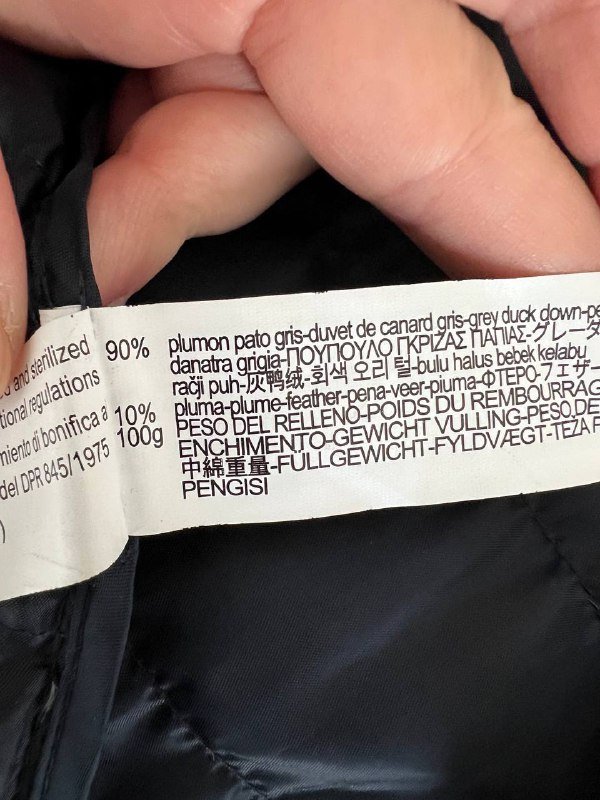 and sterilized
regulations
miento di bonifica a
del DPR 845/1975
)
90% plumon pato gris-duvet de canard gris-grey duck down-pe
danatra grigia-ΠΟΥΠΟΥΛΟ ΓΚΡΙΖΑΣ ΠΑΠΙΑΣ-グレーダ
račji puh-灰鸭绒-회색 오리 털-bulu halus bebek kelabu
10% pluma-plume-feather-pena-veer-piuma-ΦΤΕΡΟ-フェザー
100g PESO DEL RELLENO-POIDS DU REMBOURRAG
ENCHIMENTO-GEWICHT VULLING-PESO DE
中綿重量-FÜLLGEWICHT-FYLDVÆGT-TEŽA P
PENGISI